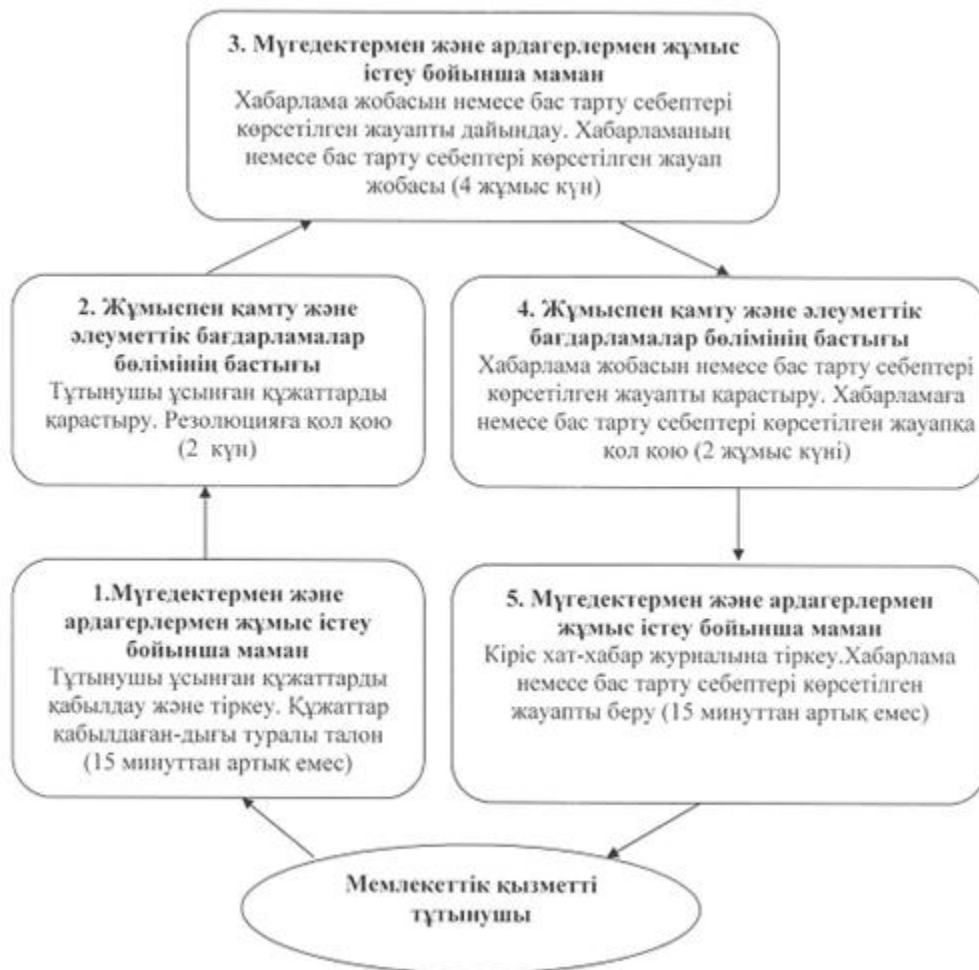 3. Мүгедектермен және ардагерлермен жұмыс
істеу бойынша маман
Хабарлама жобасын немесе бас тарту себептері
көрсетілген жауапты дайындау. Хабарламаның
немесе бас тарту себептері көрсетілген жауап
жобасы (4 жұмыс күн)
2. Жұмыспен қамту және
әлеуметтік бағдарламалар
бөлімінің бастығы
Тұтынушы ұсынған құжаттарды
қарастыру. Резолюцияға қол қою
(2 күн)
4. Жұмыспен қамту және әлеуметтік
бағдарламалар бөлімінің бастығы
Хабарлама жобасын немесе бас тарту себептері
көрсетілген жауапты қарастыру. Хабарламаға
немесе бас тарту себептері көрсетілген жауапқа
қол қою (2 жұмыс күні)
1.Мүгедектермен және
ардагерлермен жұмыс істеу
бойынша маман
Тұтынушы ұсынған құжаттарды
қабылдау және тіркеу. Құжаттар
қабылдаған-дығы туралы талон
(15 минуттан артық емес)
5. Мүгедектермен және ардагерлермен
жұмыс істеу бойынша маман
Кіріс хат-хабар журналына тіркеу.Хабарлама
немесе бас тарту себептері көрсетілген
жауапты беру (15 минуттан артық емес)
Мемлекеттік қызметті
тұтынушы